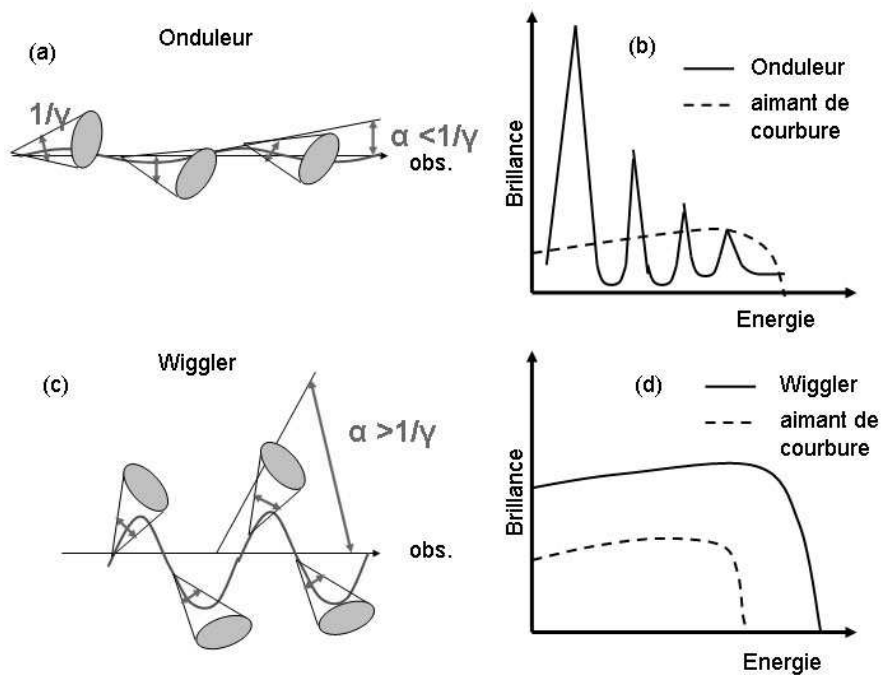 (a)
Onduleur
1/γ
α <1/γ
obs.
(b)
Onduleur
aimant de
courbure
Brillance
Energie
Wiggler
(c)
α >1/γ
obs.
(d)
Wiggler
aimant de
courbure
Brillance
Energie